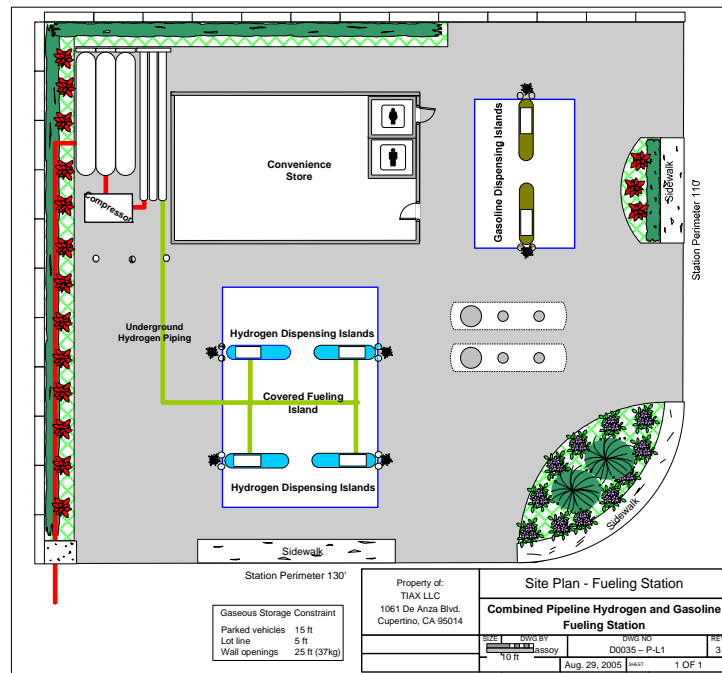 Convenience
Store
Gasoline Dispensing Islands
Sidewalk
Station Perimeter 110'
Compressor
Underground
Hydrogen Piping
Hydrogen Dispensing Islands
Covered Fueling
Island
Hydrogen Dispensing Islands
Sidewalk
Sidewalk
Station Perimeter 130'
Gaseous Storage Constraint
Parked vehicles 15 ft
Lot line 5 ft
Wall openings 25 ft (37kg)
Property of:
TIAX LLC
1061 De Anza Blvd.
Cupertino, CA 95014
Site Plan - Fueling Station
Combined Pipeline Hydrogen and Gasoline
Fueling Station
SIZE DWG BY DWG NO
assoy D0035 – P-L1 3
10 ft
Aug. 29, 2005 SHEET 1 OF 1